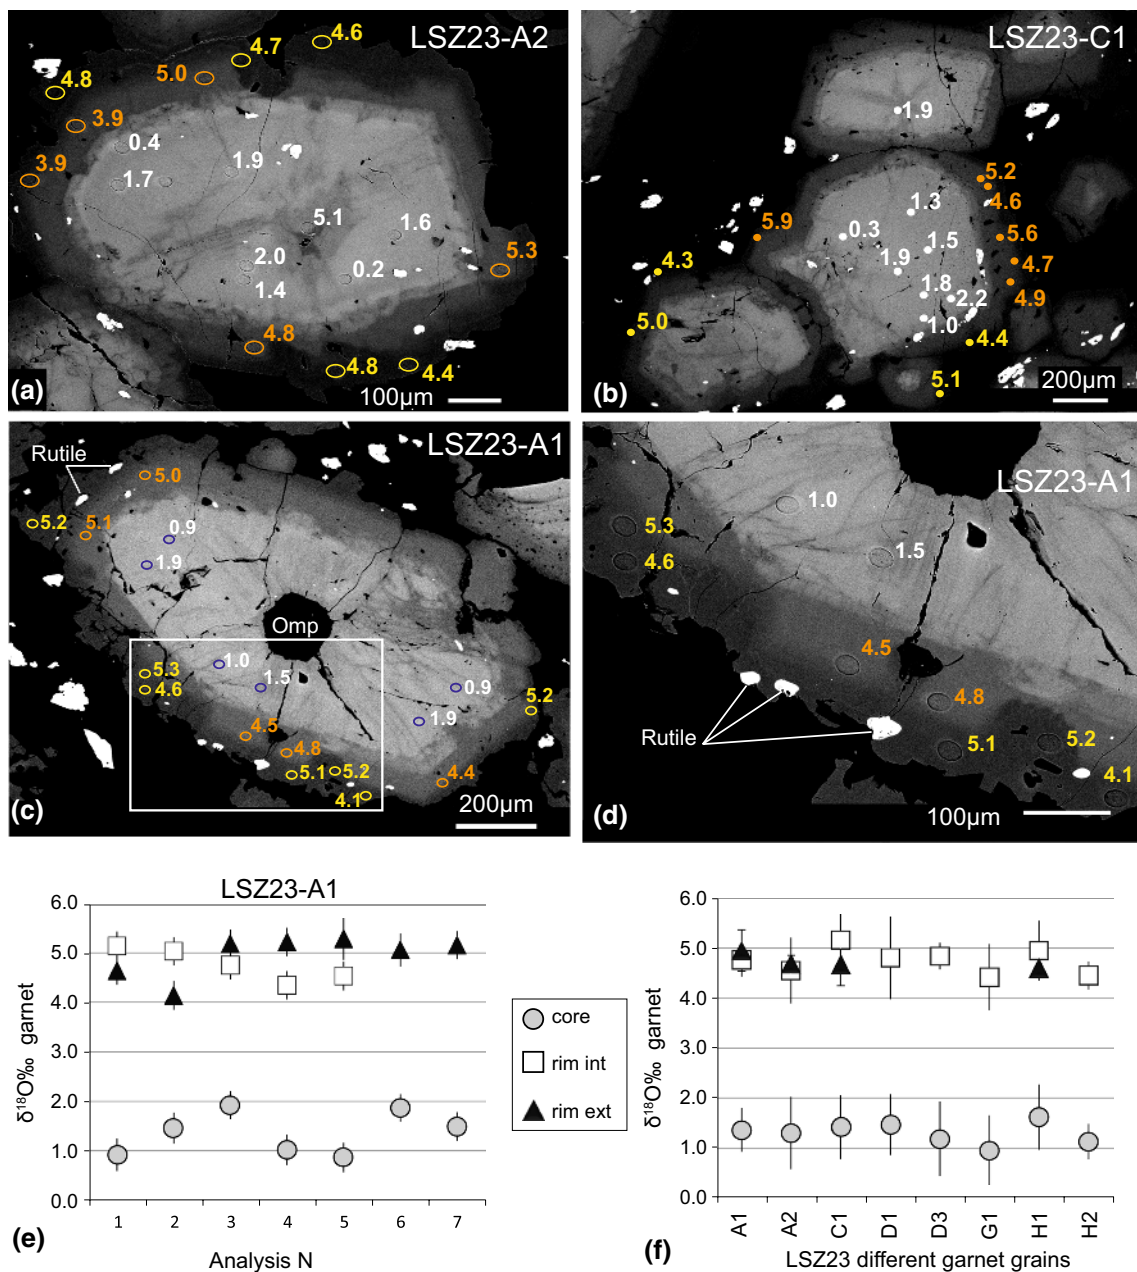 LSZ23-A2
4.6
4.7
5.0
4.8
3.9
0.4
1.9
3.9
1.7
5.1
1.6
5.3
2.0
0.2
1.4
4.8
4.8
4.4
(a)
100µm
LSZ23-C1
1.9
5.2
4.6
1.3
5.9
0.3
1.5
5.6
4.3
1.9
4.7
1.8
2.2
4.9
5.0
1.0
4.4
5.1
(b)
200µm
LSZ23-A1
Rutile
5.0
5.2
5.1
0.9
1.9
Omp
1.0
5.3
4.6
1.5
0.9
5.2
1.9
4.5
4.8
5.1
5.2
4.4
4.1
(c)
200µm
LSZ23-A1
1.0
5.3
1.5
4.6
4.5
4.8
Rutile
5.1
5.2
4.1
(d)
100µm
LSZ23-A1
6.0
5.0
4.0
3.0
2.0
1.0
0.0
δ¹⁸O‰ garnet
1 2 3 4 5 6 7
(e)
Analysis N
core
rim int
rim ext
6.0
5.0
4.0
3.0
2.0
1.0
0.0
δ¹⁸O‰ garnet
A1 A2 C1 D1 D3 G1 H1 H2
(f)
LSZ23 different garnet grains